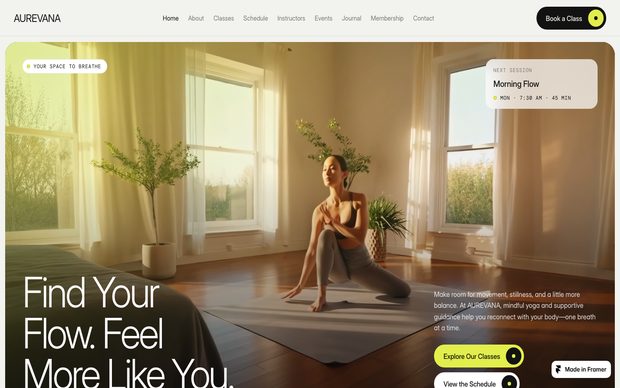 AUREVANA
Home About Classes Schedule Instructors Events Journal Membership Contact
Book a Class
YOUR SPACE TO BREATHE
NEXT SESSION
Morning Flow
MON · 7:30 AM · 45 MIN
Find Your
Flow. Feel
More Like You.
Make room for movement, stillness, and a little more
balance. At AUREVANA, mindful yoga and supportive
guidance help you reconnect with your body—one breath
at a time.
Explore Our Classes
View the Schedule
Made in Framer